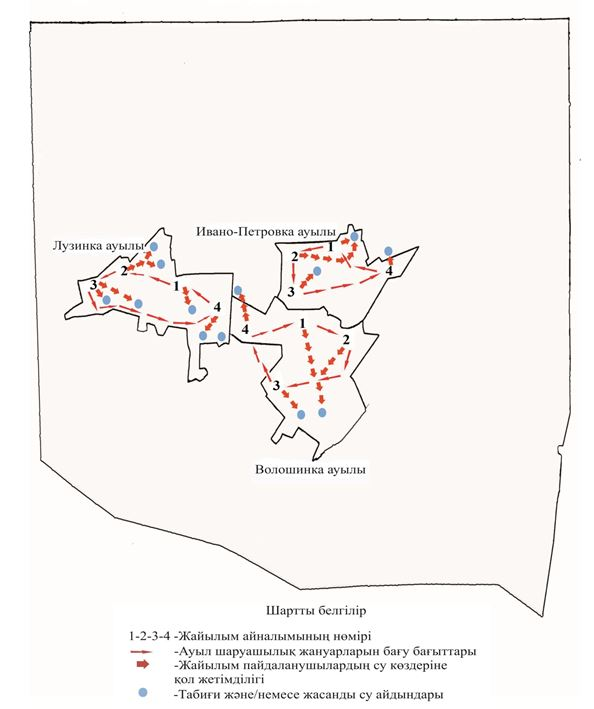 Ивано-Петровка ауылы
Лузинка ауылы
1
2
4
3
2
3
1
4
4
1
2
3
Волошинка ауылы
Шартты белгілір
1-2-3-4 -Жайылым айналымының нөмірі
-Ауыл шаруашылық жануарларын бағу бағыттары
-Жайылым пайдаланушылардың су көздеріне
қол жетімділігі
-Табиғи және/немесе жасанды су айдындары